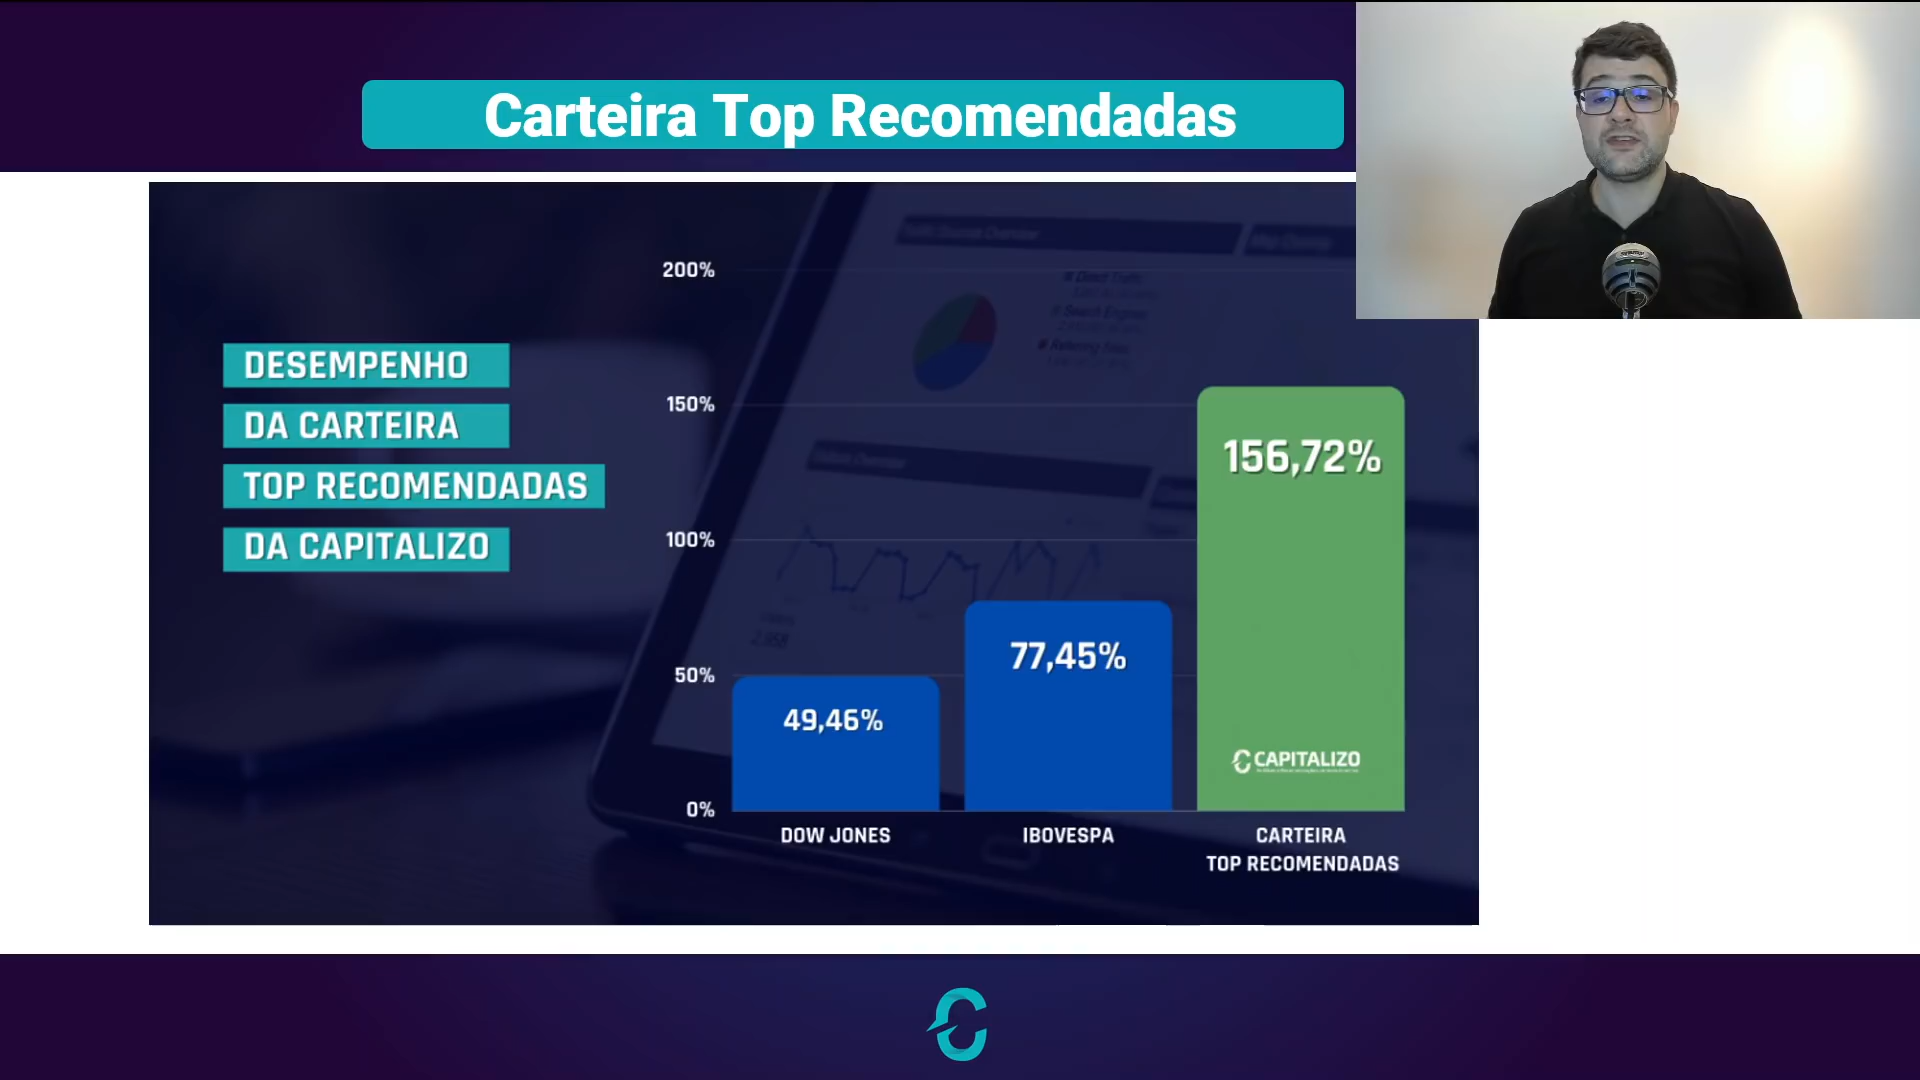 Carteira Top Recomendadas
DESEMPENHO
DA CARTEIRA
TOP RECOMENDADAS
DA CAPITALIZO
200%
150%
100%
50%
0%
49,46%
77,45%
156,72%
CAPITALIZO
DOW JONES
IBOVESPA
CARTEIRA
TOP RECOMENDADAS